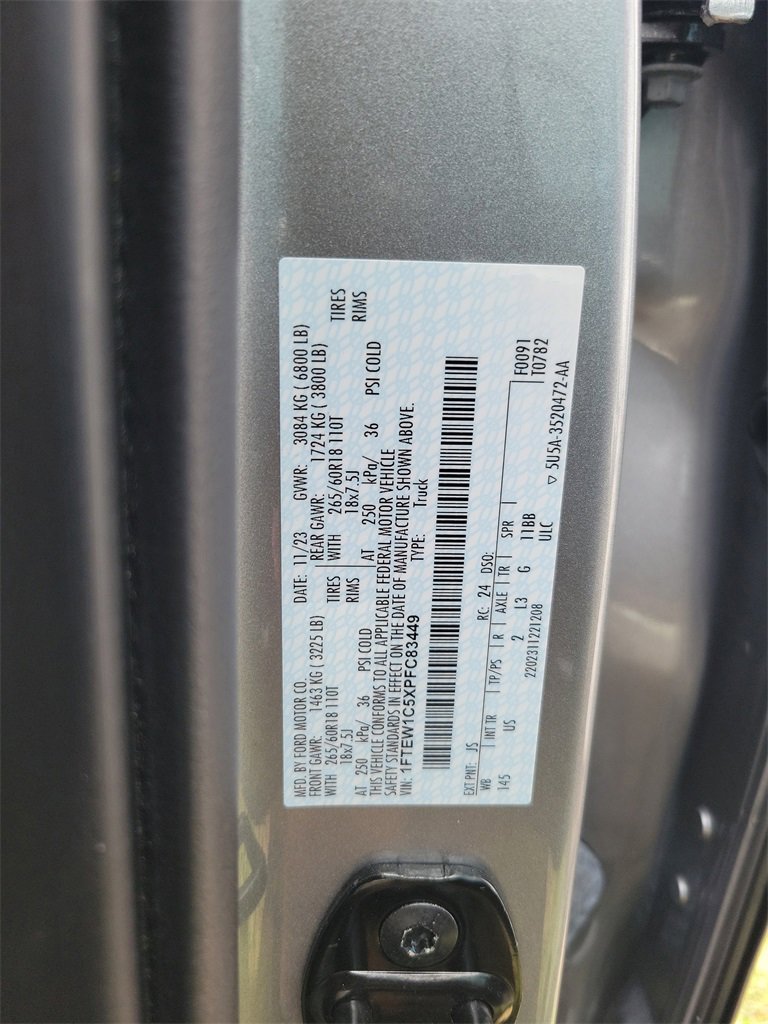 MFD. BY FORD MOTOR CO.
DATE: 11/23 GVWR: 3084 KG ( 6800 LB)
FRONT GAWR: 1463 KG ( 3225 LB) REAR GAWR: 1724 KG ( 3800 LB)
WITH 265/60R18 110T TIRES WITH 265/60R18 110T TIRES
18x7.5J RIMS 18x7.5J RIMS
AT 250 kPa/ 36 PSI COLD AT 250 kPa/ 36 PSI COLD
THIS VEHICLE CONFORMS TO ALL APPLICABLE FEDERAL MOTOR VEHICLE
SAFETY STANDARDS IN EFFECT ON THE DATE OF MANUFACTURE SHOWN ABOVE.
VIN: 1FTEW1C5XPFC83449 TYPE: Truck
EXT PNT: JS RC: 24 DSO:
WB | INT TR | TP/PS | R | AXLE | TR | SPR F0091
145 US 2 L3 G 11BB T0782
2202311221208 ULC
▽ 5U5A-3520472-AA